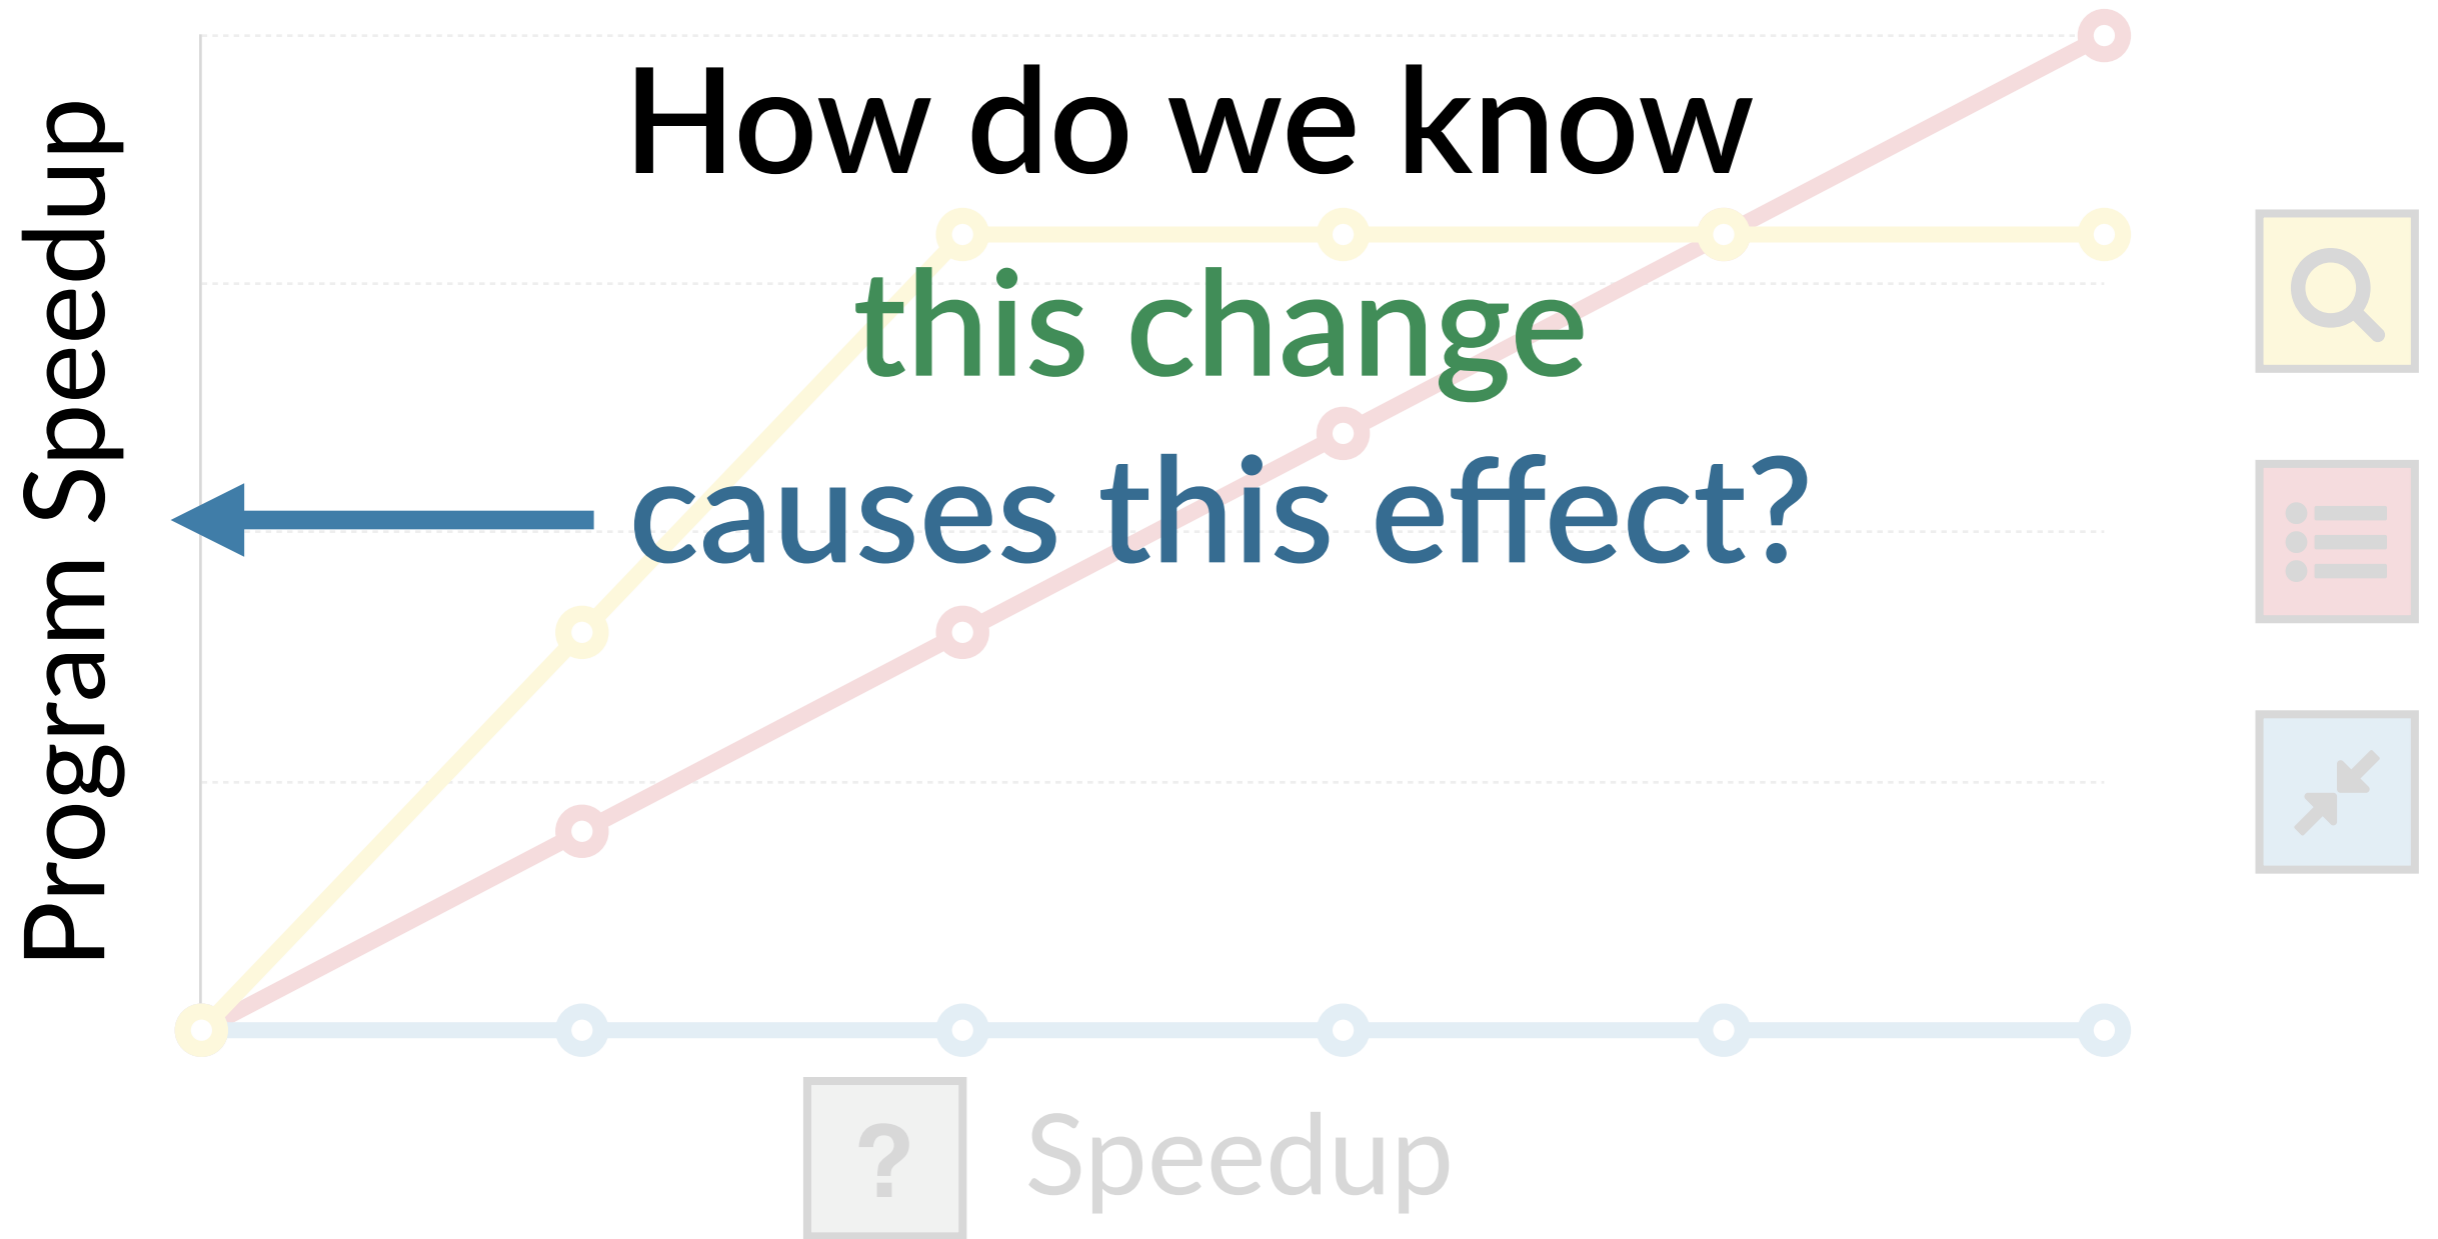 How do we know
this change
causes this effect?
Program Speedup
? Speedup